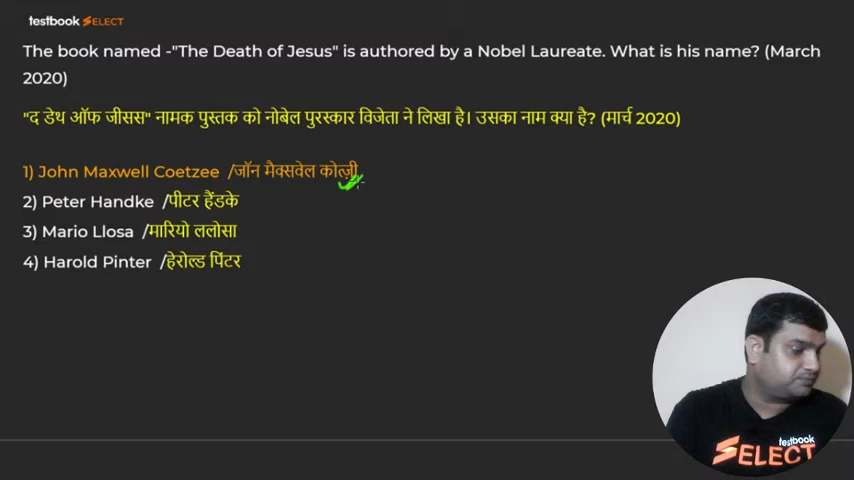 testbook SELECT
The book named -"The Death of Jesus" is authored by a Nobel Laureate. What is his name? (March
2020)
"द डेथ ऑफ जीसस" नामक पुस्तक को नोबेल पुरस्कार विजेता ने लिखा है। उसका नाम क्या है? (मार्च 2020)
1) John Maxwell Coetzee /जॉन मैक्सवेल कोत्ज़ी
2) Peter Handke /पीटर हैंडके
3) Mario Llosa /मारियो ललोसा
4) Harold Pinter /हेरोल्ड पिंटर
testbook
SELECT